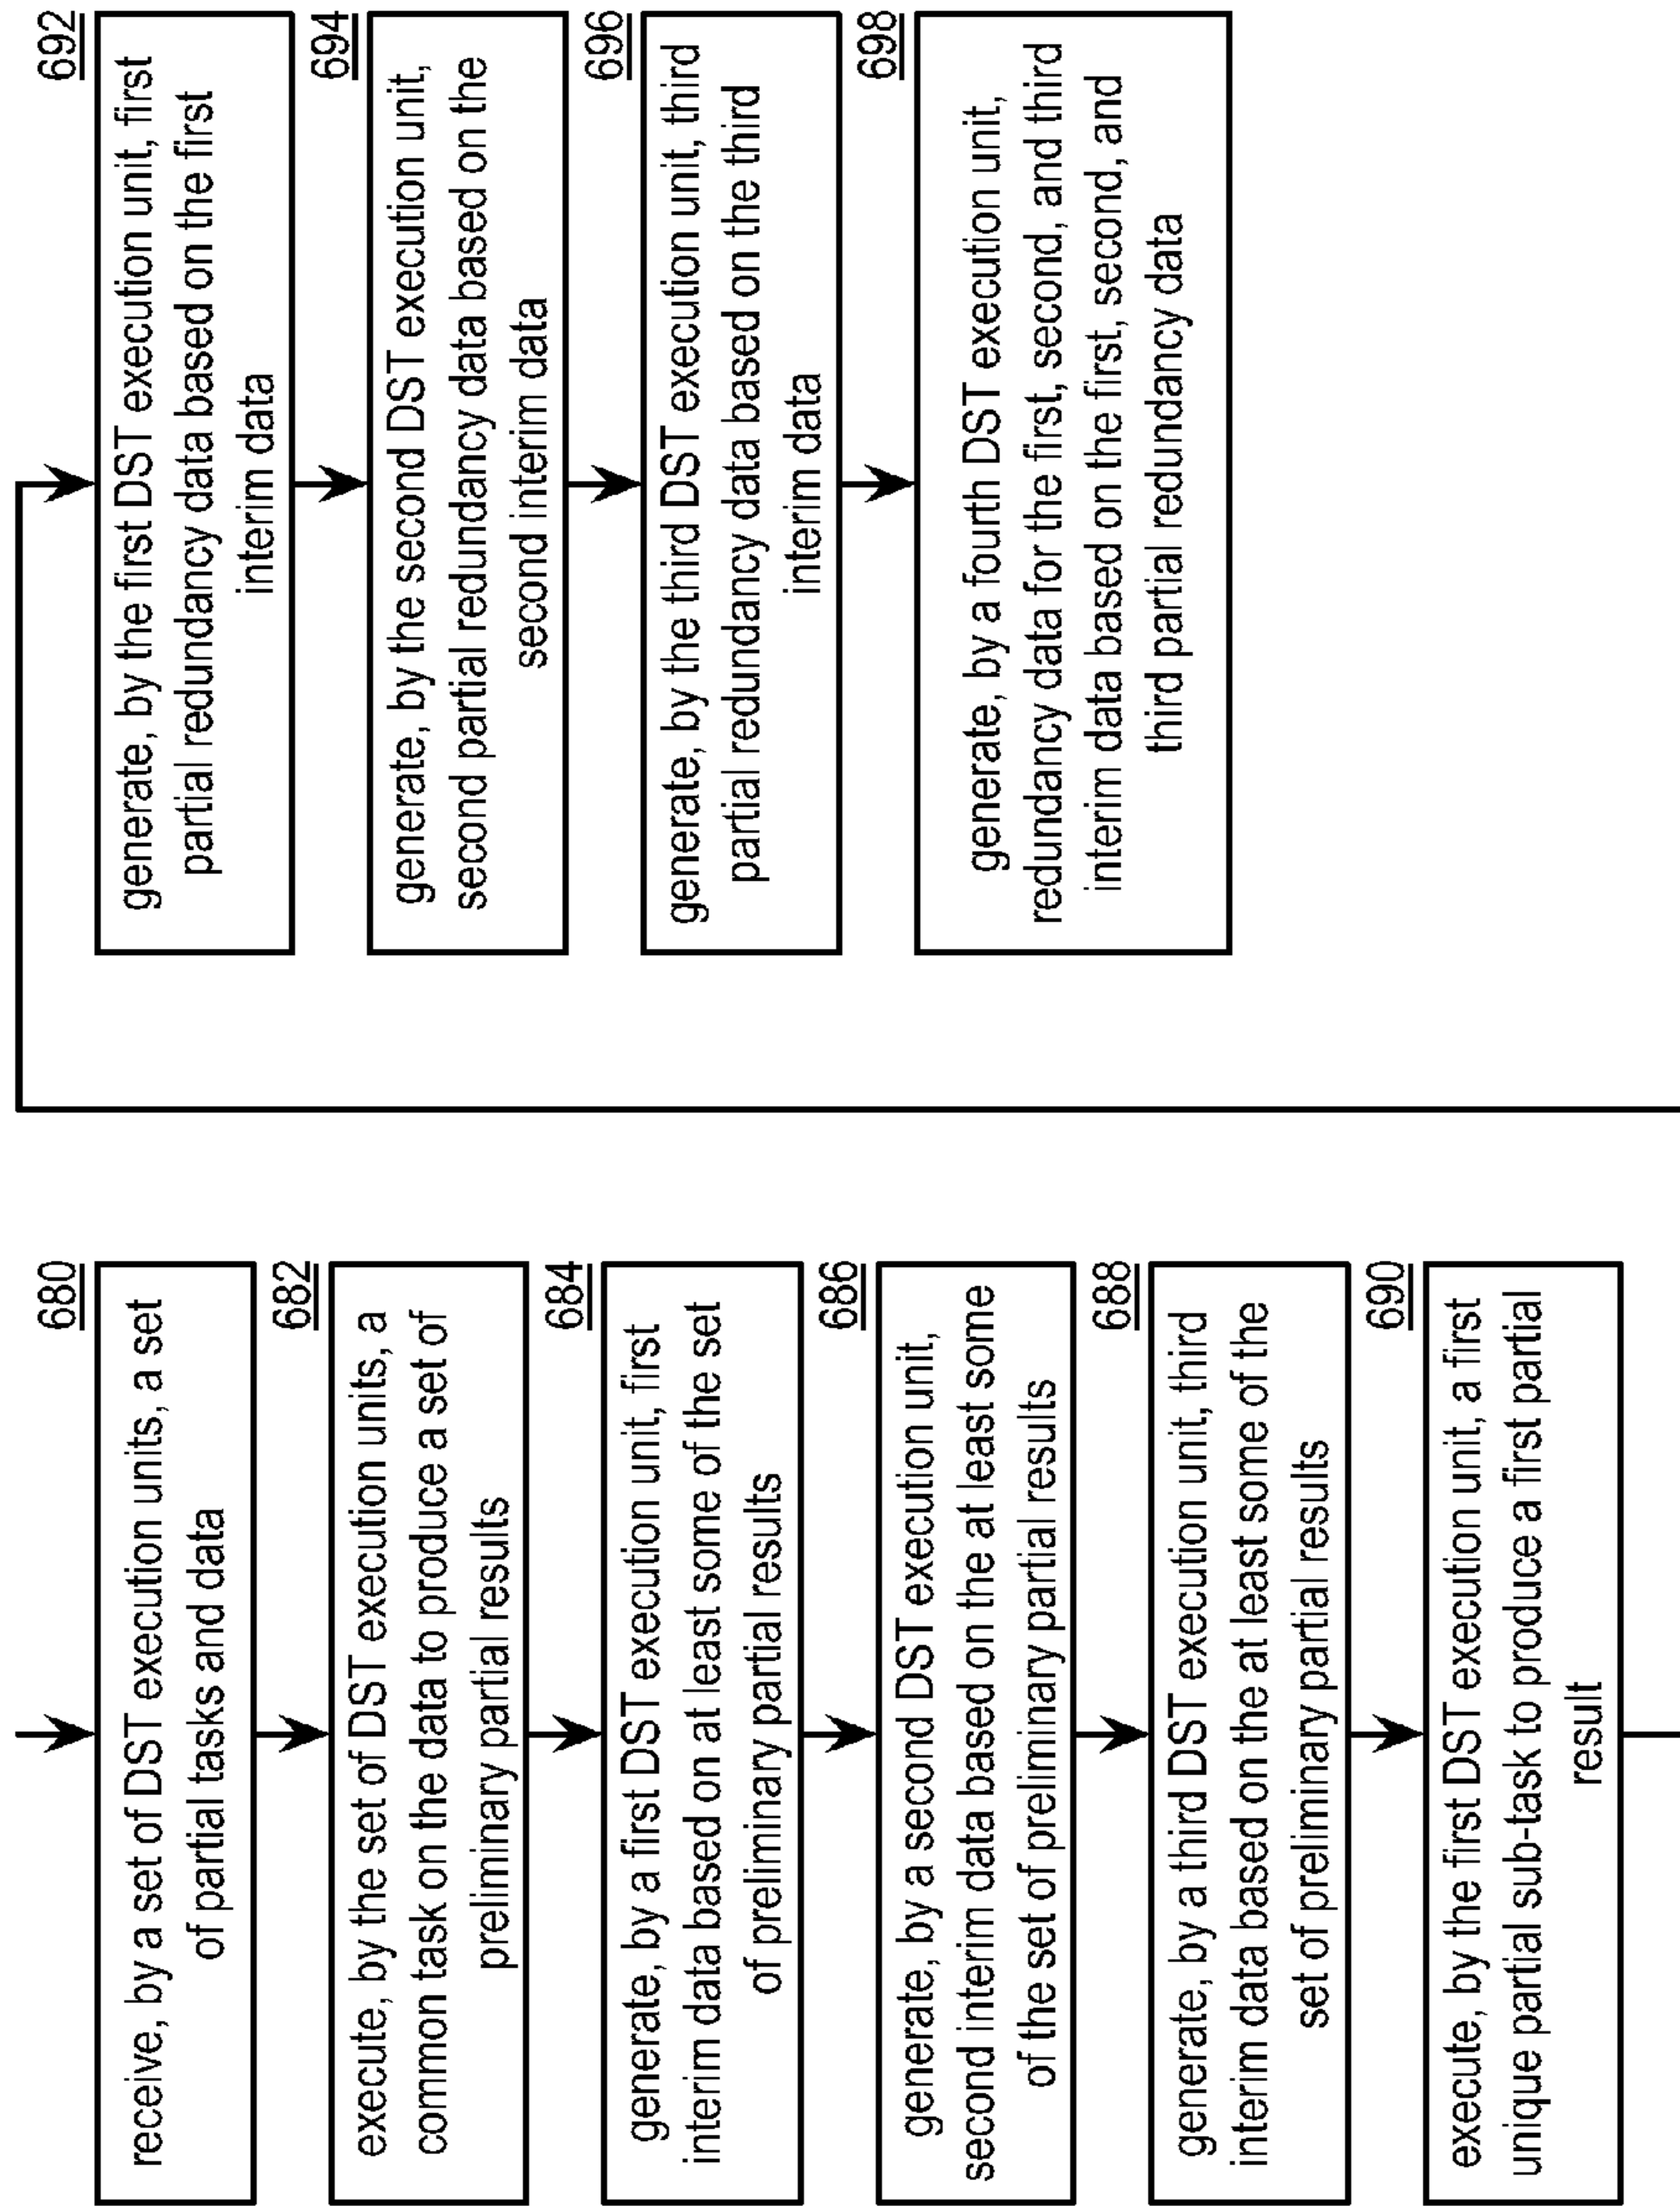 680
receive, by a set of DST execution units, a set
of partial tasks and data
682
execute, by the set of DST execution units, a
common task on the data to produce a set of
preliminary partial results
684
generate, by a first DST execution unit, first
interim data based on at least some of the set
of preliminary partial results
686
generate, by a second DST execution unit,
second interim data based on the at least some
of the set of preliminary partial results
688
generate, by a third DST execution unit, third
interim data based on the at least some of the
set of preliminary partial results
690
execute, by the first DST execution unit, a first
unique partial sub-task to produce a first partial
result
692
generate, by the first DST execution unit, first
partial redundancy data based on the first
interim data
694
generate, by the second DST execution unit,
second partial redundancy data based on the
second interim data
696
generate, by the third DST execution unit, third
partial redundancy data based on the third
interim data
698
generate, by a fourth DST execution unit,
redundancy data for the first, second, and third
interim data based on the first, second, and
third partial redundancy data